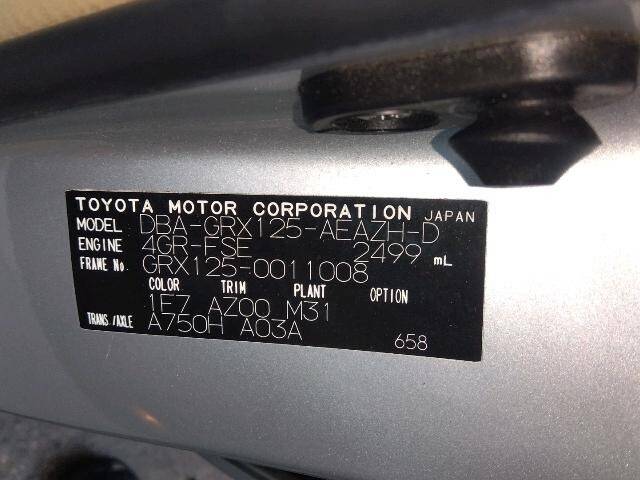 TOYOTA MOTOR CORPORATION JAPAN
MODEL DBA-GRX125-AEAZH-D
ENGINE 4GR-FSE 2499 mL
FRAME No. GRX125-0011008
COLOR TRIM PLANT OPTION
1F7 AZ00 M31
TRANS./AXLE A750H A03A
658